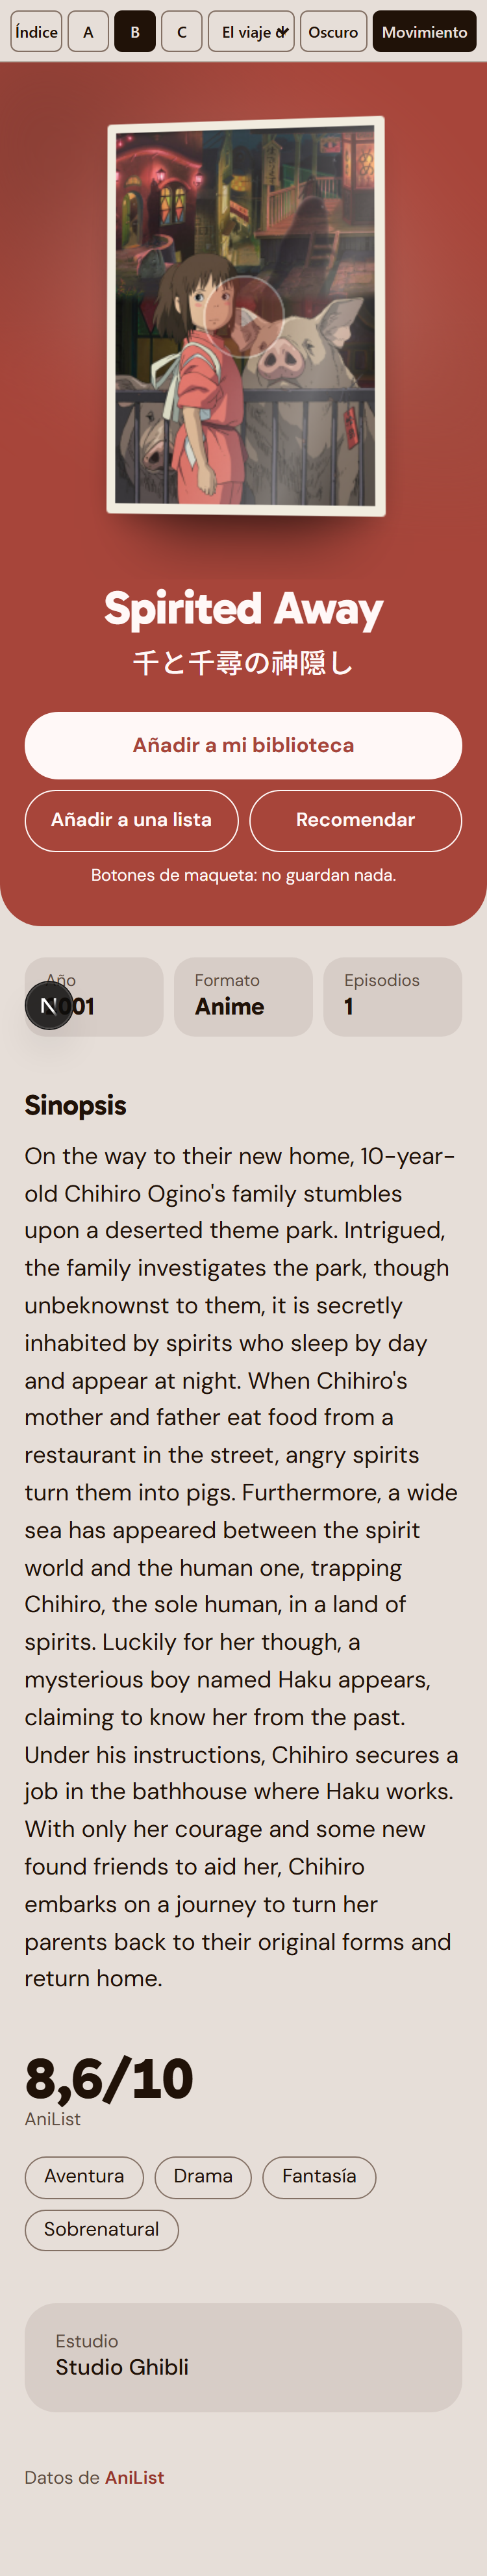 Índice A B C El viaje d Oscuro Movimiento
Spirited Away
千と千尋の神隠し
Añadir a mi biblioteca
Añadir a una lista Recomendar
Botones de maqueta: no guardan nada.
Año Formato Episodios
N 001 Anime 1
Sinopsis
On the way to their new home, 10-year-
old Chihiro Ogino's family stumbles
upon a deserted theme park. Intrigued,
the family investigates the park, though
unbeknownst to them, it is secretly
inhabited by spirits who sleep by day
and appear at night. When Chihiro's
mother and father eat food from a
restaurant in the street, angry spirits
turn them into pigs. Furthermore, a wide
sea has appeared between the spirit
world and the human one, trapping
Chihiro, the sole human, in a land of
spirits. Luckily for her though, a
mysterious boy named Haku appears,
claiming to know her from the past.
Under his instructions, Chihiro secures a
job in the bathhouse where Haku works.
With only her courage and some new
found friends to aid her, Chihiro
embarks on a journey to turn her
parents back to their original forms and
return home.
8,6/10
AniList
Aventura Drama Fantasía
Sobrenatural
Estudio
Studio Ghibli
Datos de AniList